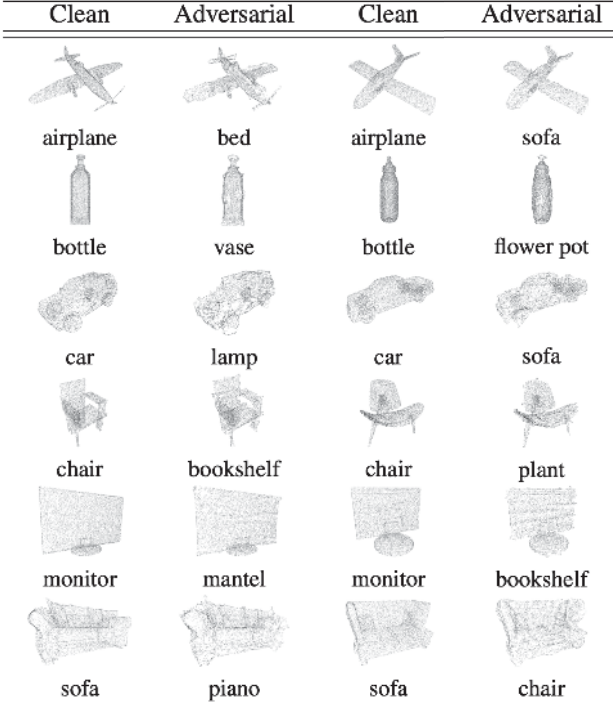 Clean Adversarial Clean Adversarial
airplane bed airplane sofa
bottle vase bottle flower pot
car lamp car sofa
chair bookshelf chair plant
monitor mantel monitor bookshelf
sofa piano sofa chair